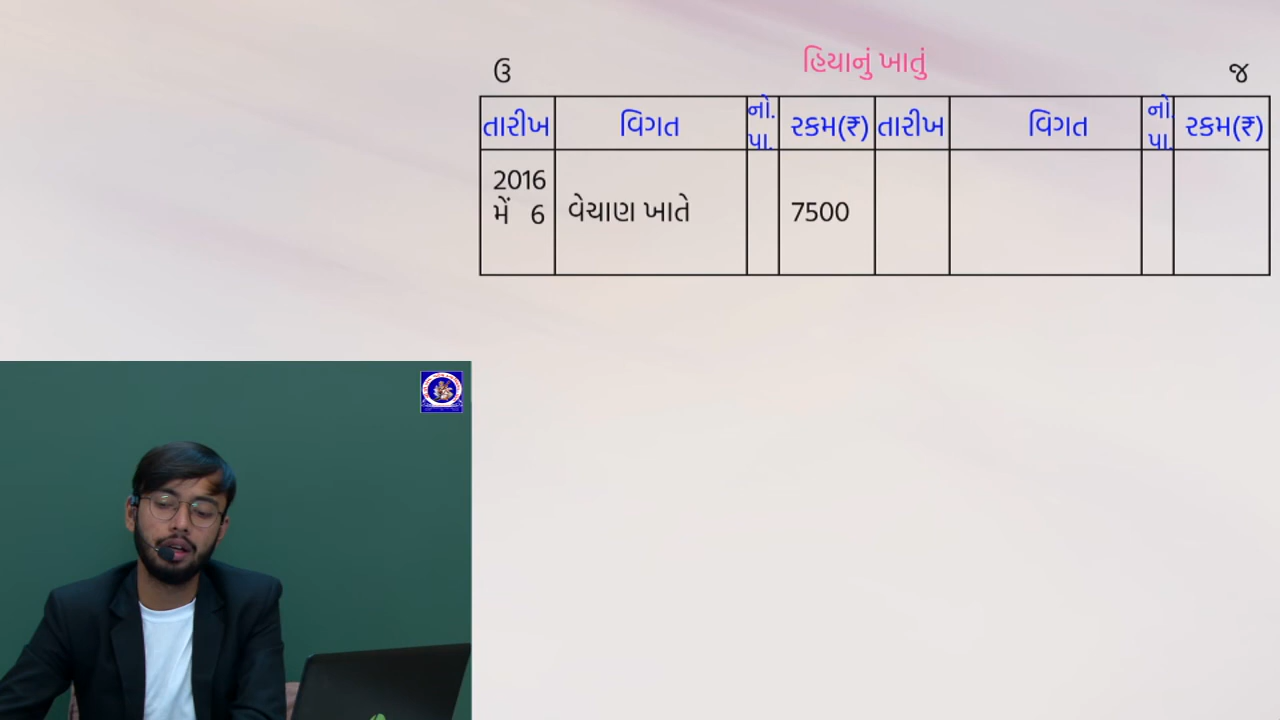 હિયાનું ખાતું
ઉ જ
તારીખ વિગત નો. પા. રકમ(₹) તારીખ વિગત નો. પા. રકમ(₹)
2016
મેં 6 વેચાણ ખાતે 7500